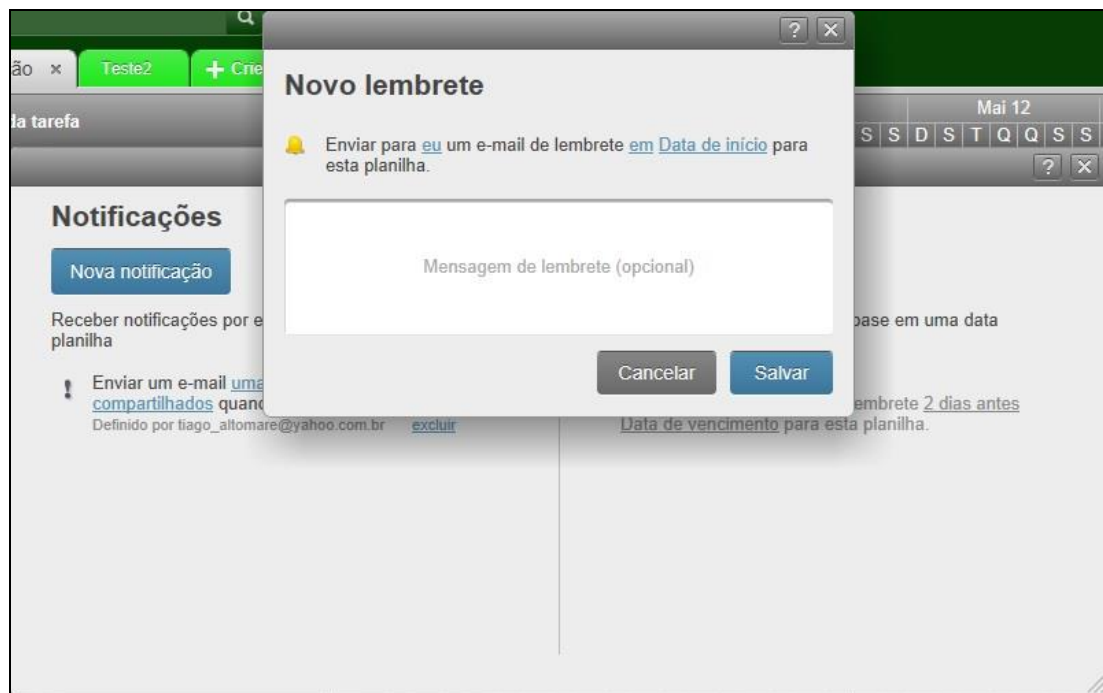 ão × Teste2 + Crie
da tarefa
Mai 12
S S D S T Q Q S S
? ×
Novo lembrete
Enviar para eu um e-mail de lembrete em Data de início para
esta planilha.
Mensagem de lembrete (opcional)
Cancelar Salvar
? ×
Notificações
Nova notificação
Receber notificações por e
planilha
Enviar um e-mail uma
compartilhados quand
Definido por tiago_altomare@yahoo.com.br excluir
base em uma data
embrete 2 dias antes
Data de vencimento para esta planilha.